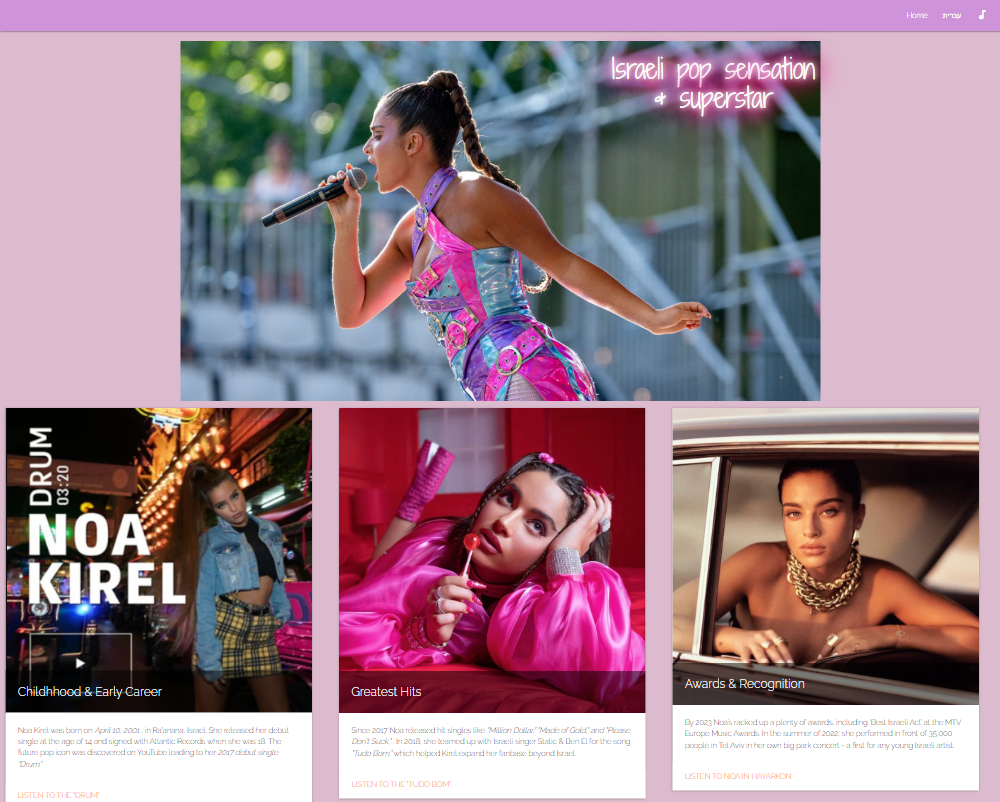 Home עברית
Israeli pop sensation
+ superstar
DRUM
03:20
NOA
KIREL
Childhhood & Early Career
Noa Kirel was born on April 10, 2001, in Ra'anana, Israel. She released her debut
single at the age of 14 and signed with Atlantic Records when she was 18. The
future pop icon was discovered on YouTube leading to her 2017 debut single
"Drum"
LISTEN TO THE "DRUM"
Greatest Hits
Since 2017 Noa released hit singles like "Million Dollar," "Made of Gold," and "Please
Don't Suck". In 2018, she teamed up with Israeli singer Static & Ben El for the song
"Tudo Bom," which helped Kirel expand her fanbase beyond Israel.
LISTEN TO THE "TUDO BOM"
Awards & Recognition
By 2023 Noa's racked up a plenty of awards, including 'Best Israeli Act' at the MTV
Europe Music Awards. In the summer of 2022, she performed in front of 35,000
people in Tel Aviv in her own big park concert - a first for any young Israeli artist.
LISTEN TO NOA IN HAYARKON